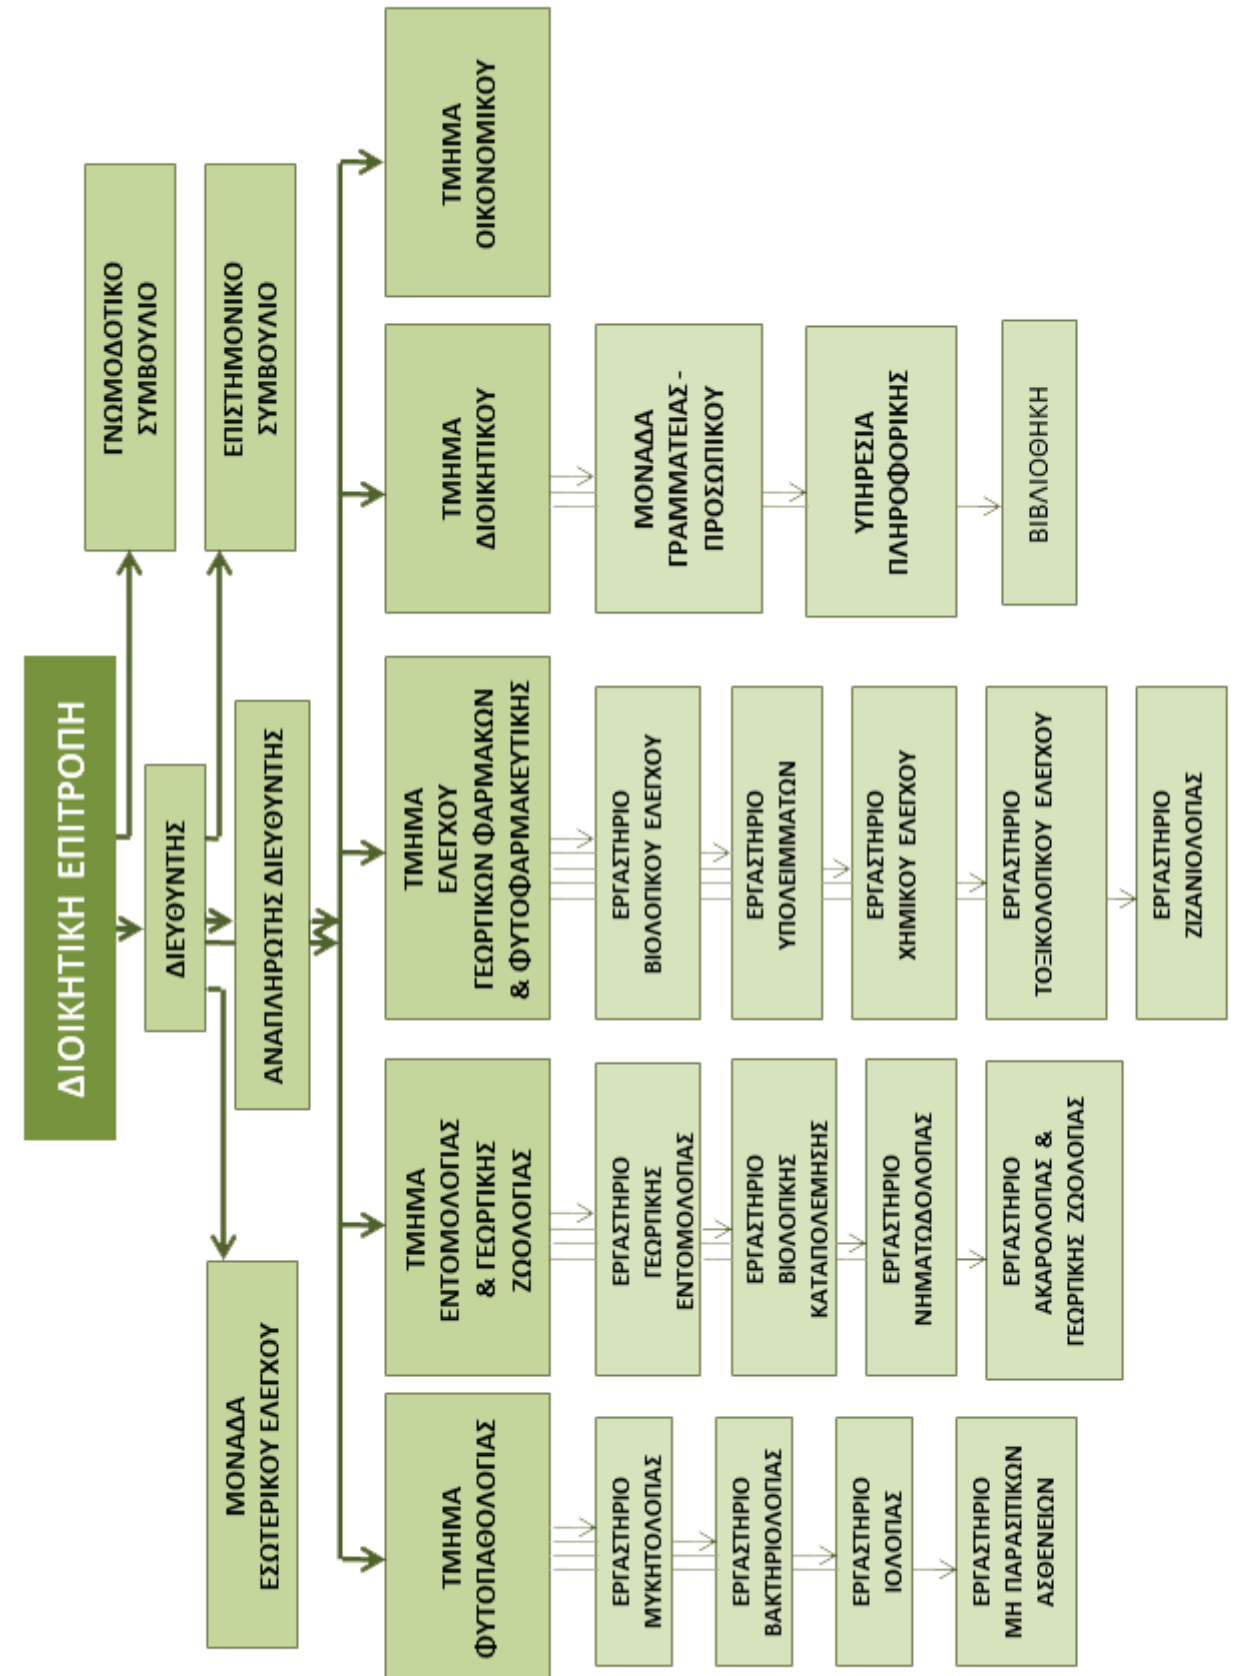 ΔΙΟΙΚΗΤΙΚΗ ΕΠΙΤΡΟΠΗ
ΓΝΩΜΟΔΟΤΙΚΟ
ΣΥΜΒΟΥΛΙΟ
ΔΙΕΥΘΥΝΤΗΣ
ΕΠΙΣΤΗΜΟΝΙΚΟ
ΣΥΜΒΟΥΛΙΟ
ΜΟΝΑΔΑ
ΕΣΩΤΕΡΙΚΟΥ ΕΛΕΓΧΟΥ
ΑΝΑΠΛΗΡΩΤΗΣ ΔΙΕΥΘΥΝΤΗΣ
ΤΜΗΜΑ
ΦΥΤΟΠΑΘΟΛΟΓΙΑΣ
ΕΡΓΑΣΤΗΡΙΟ
ΜΥΚΗΤΟΛΟΓΙΑΣ
ΕΡΓΑΣΤΗΡΙΟ
ΒΑΚΤΗΡΙΟΛΟΓΙΑΣ
ΕΡΓΑΣΤΗΡΙΟ
ΙΟΛΟΓΙΑΣ
ΕΡΓΑΣΤΗΡΙΟ
ΜΗ ΠΑΡΑΣΙΤΙΚΩΝ
ΑΣΘΕΝΕΙΩΝ
ΤΜΗΜΑ
ΕΝΤΟΜΟΛΟΓΙΑΣ
& ΓΕΩΡΓΙΚΗΣ
ΖΩΟΛΟΓΙΑΣ
ΕΡΓΑΣΤΗΡΙΟ
ΓΕΩΡΓΙΚΗΣ
ΕΝΤΟΜΟΛΟΓΙΑΣ
ΕΡΓΑΣΤΗΡΙΟ
ΒΙΟΛΟΓΙΚΗΣ
ΚΑΤΑΠΟΛΕΜΗΣΗΣ
ΕΡΓΑΣΤΗΡΙΟ
ΝΗΜΑΤΩΔΟΛΟΓΙΑΣ
ΕΡΓΑΣΤΗΡΙΟ
ΑΚΑΡΟΛΟΓΙΑΣ &
ΓΕΩΡΓΙΚΗΣ ΖΩΟΛΟΓΙΑΣ
ΤΜΗΜΑ
ΕΛΕΓΧΟΥ
ΓΕΩΡΓΙΚΩΝ ΦΑΡΜΑΚΩΝ
& ΦΥΤΟΦΑΡΜΑΚΕΥΤΙΚΗΣ
ΕΡΓΑΣΤΗΡΙΟ
ΒΙΟΛΟΓΙΚΟΥ ΕΛΕΓΧΟΥ
ΕΡΓΑΣΤΗΡΙΟ
ΥΠΟΛΕΙΜΜΑΤΩΝ
ΕΡΓΑΣΤΗΡΙΟ
ΧΗΜΙΚΟΥ ΕΛΕΓΧΟΥ
ΕΡΓΑΣΤΗΡΙΟ
ΤΟΞΙΚΟΛΟΓΙΚΟΥ ΕΛΕΓΧΟΥ
ΕΡΓΑΣΤΗΡΙΟ
ΖΙΖΑΝΙΟΛΟΓΙΑΣ
ΤΜΗΜΑ
ΔΙΟΙΚΗΤΙΚΟΥ
ΜΟΝΑΔΑ
ΓΡΑΜΜΑΤΕΙΑΣ -
ΠΡΟΣΩΠΙΚΟΥ
ΥΠΗΡΕΣΙΑ
ΠΛΗΡΟΦΟΡΙΚΗΣ
ΒΙΒΛΙΟΘΗΚΗ
ΤΜΗΜΑ
ΟΙΚΟΝΟΜΙΚΟΥ